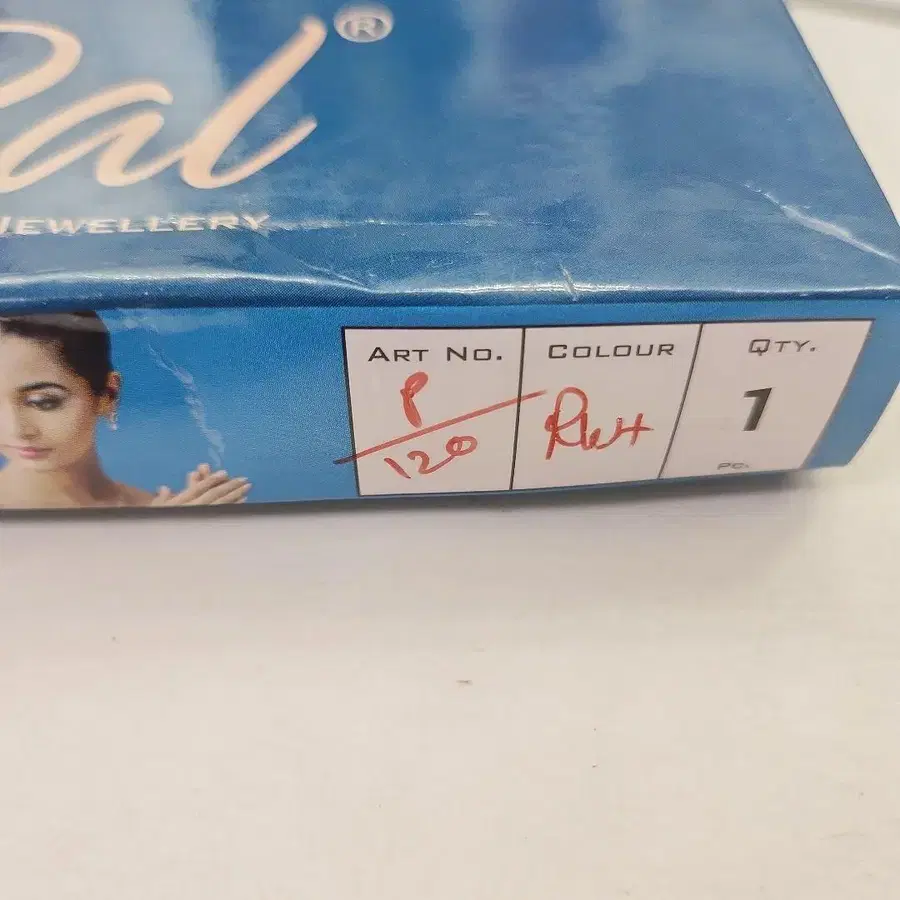 al ®
JEWELLERY
ART NO. COLOUR QTY.
P/120 1
PC.